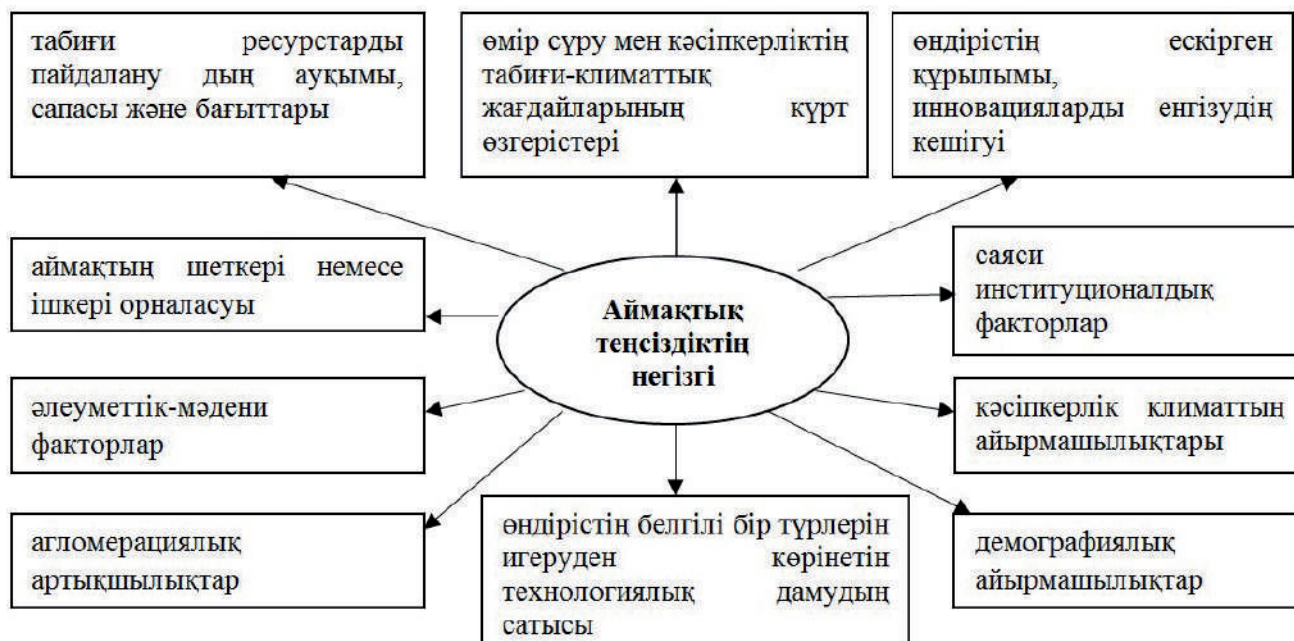 табиғи ресурстарды
пайдалану дың ауқымы,
сапасы және бағыттары
өмір сүру мен кәсіпкерліктің
табиғи-климаттық
жағдайларының күрт
өзгерістері
өндірістің ескірген
құрылымы,
инновацияларды енгізудің
кешігуі
аймақтың шеткері немесе
ішкері орналасуы
Аймақтық
теңсіздіктің
негізгі
саяси
институционалдық
факторлар
әлеуметтік-мәдени
факторлар
кәсіпкерлік климаттың
айырмашылықтары
агломерациялық
артықшылықтар
өндірістің белгілі бір түрлерін
игеруден көрінетін
технологиялық дамудың
сатысы
демографиялық
айырмашылықтар